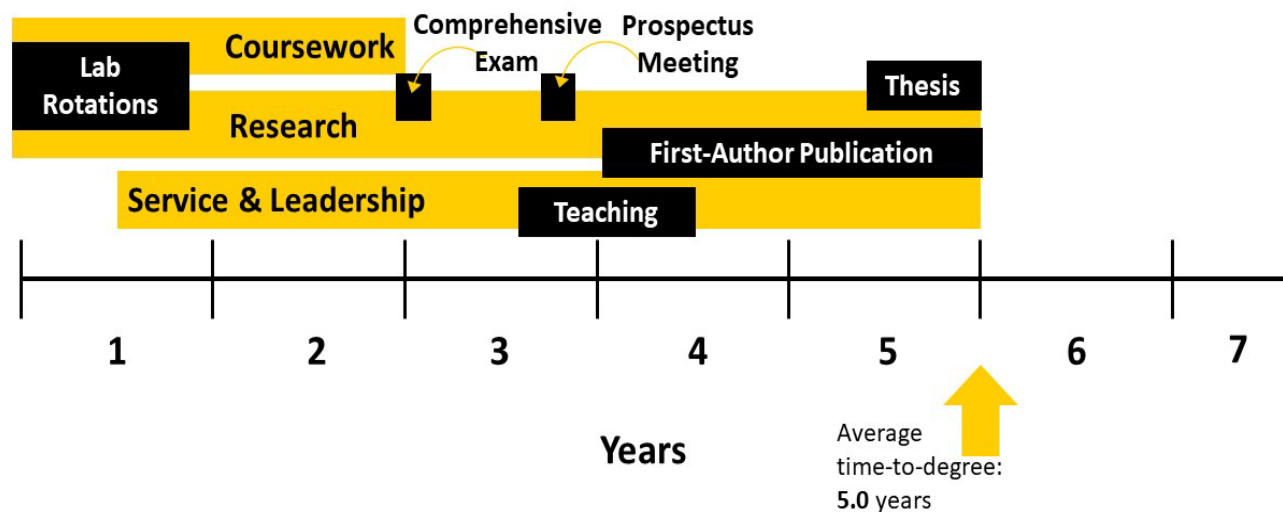 Coursework
Comprehensive
Exam
Prospectus
Meeting
Lab
Rotations
Thesis
Research
First-Author Publication
Service & Leadership
Teaching
1
2
3
4
5
6
7
Years
Average
time-to-degree:
5.0 years